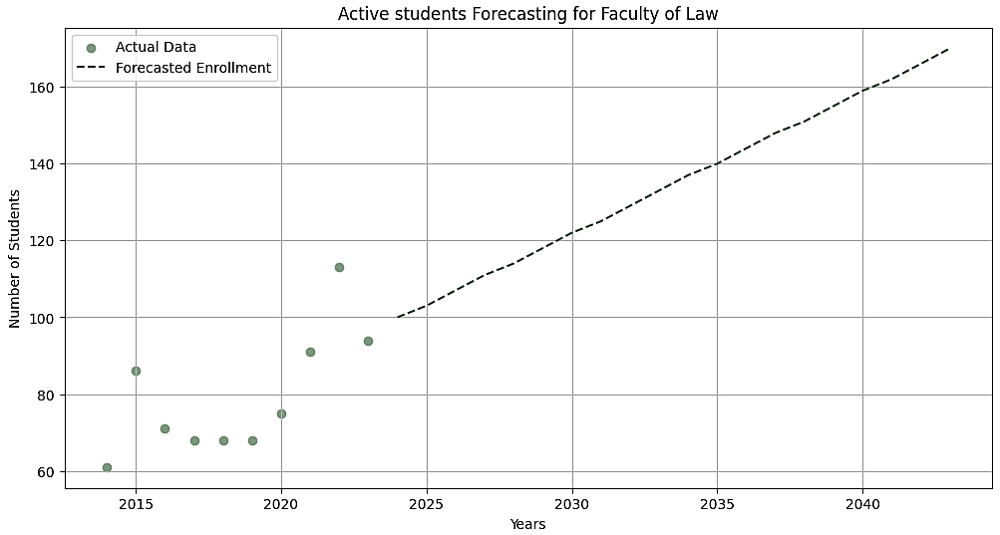 Active students Forecasting for Faculty of Law
Actual Data
Forecasted Enrollment
Number of Students
160
140
120
100
80
60
2015 2020 2025 2030 2035 2040
Years